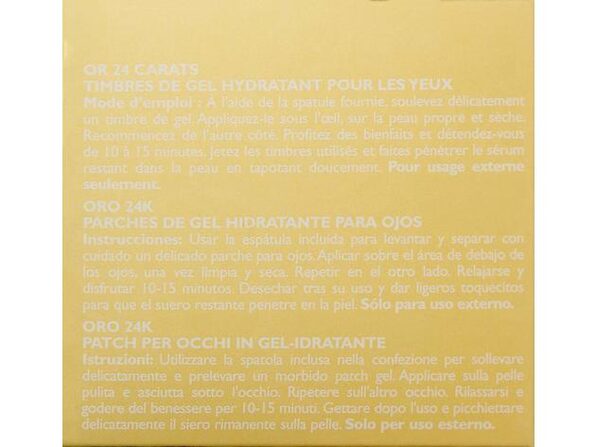 OR 24 CARATS
TIMBRES DE GEL HYDRATANT POUR LES YEUX
Mode d'emploi : A l'aide de la spatule fournie, soulevez délicatement
un timbre de gel. Appliquez-le sous l'œil, sur la peau propre et sèche.
Recommencez de l'autre côté. Profitez des bienfaits et détendez-vous
de 10 à 15 minutes. Jetez les timbres utilisés et faites pénétrer le sérum
restant dans la peau en tapotant doucement. Pour usage externe
seulement.
ORO 24K
PARCHES DE GEL HIDRATANTE PARA OJOS
Instrucciones: Usar la espátula incluida para levantar y separar con
cuidado un delicado parche para ojos. Aplicar sobre el área de debajo de
los ojos, una vez limpia y seca. Repetir en el otro lado. Relajarse y
disfrutar 10-15 minutos. Desechar tras su uso y dar ligeros toquecitos
para que el suero restante penetre en la piel. Sólo para uso externo.
ORO 24K
PATCH PER OCCHI IN GEL-IDRATANTE
Istruzioni: Utilizzare la spatola inclusa nella confezione per sollevare
delicatamente e prelevare un morbido patch gel. Applicare sulla pelle
pulita e asciutta sotto l'occhio. Ripetere sull'altro occhio. Rilassarsi e
godere del benessere per 10-15 minuti. Gettare dopo l'uso e picchiettare
delicatamente il siero rimanente sulla pelle. Solo per uso esterno.